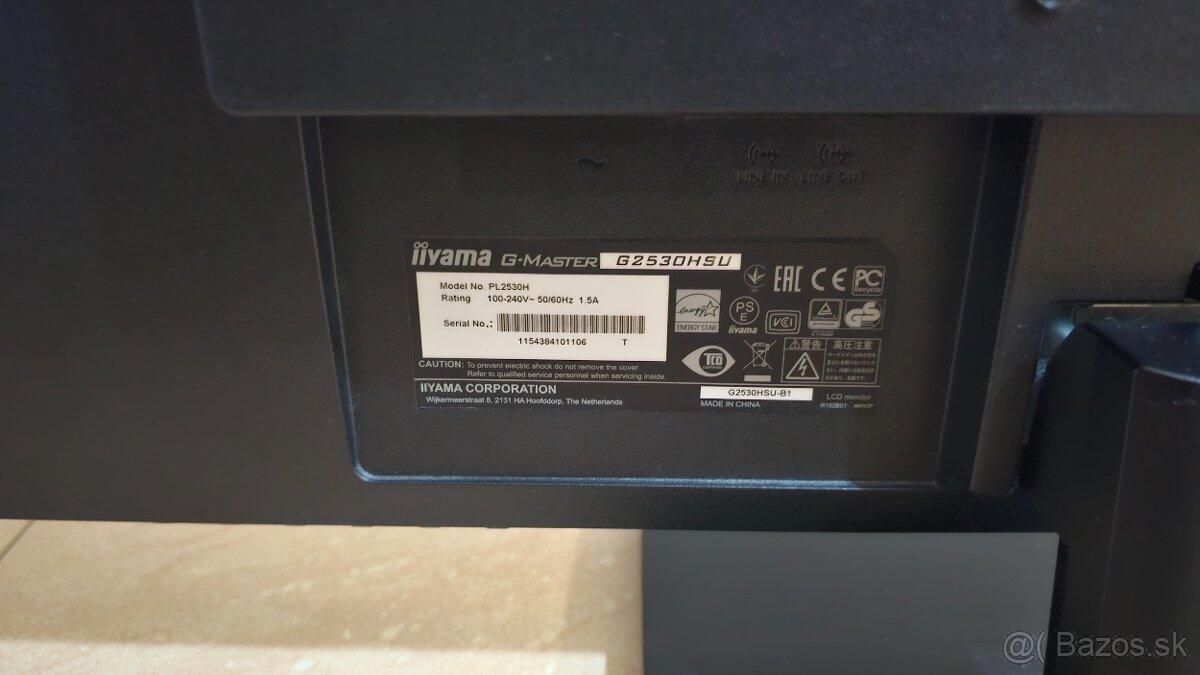 LINE IN LINE OUT
iiyama G-MASTER G2530HSU
Model No. PL2530H
Rating 100-240V~ 50/60Hz 1.5A
Serial No.:
1154384101106 T
CAUTION: To prevent electric shock do not remove the cover
Refer to qualified service personnel when servicing inside
IIYAMA CORPORATION
Wijkermeerstraat 8, 2131 HA Hoofddorp, The Netherlands
EAC CE PC
Recycle
energy
ENERGY STAR
PS
E
iiyama
VCI
GS
TCO
⚠警告
高圧注意
G2530HSU-B1
MADE IN CHINA
LCD monitor
R182B01
@( Bazos.sk